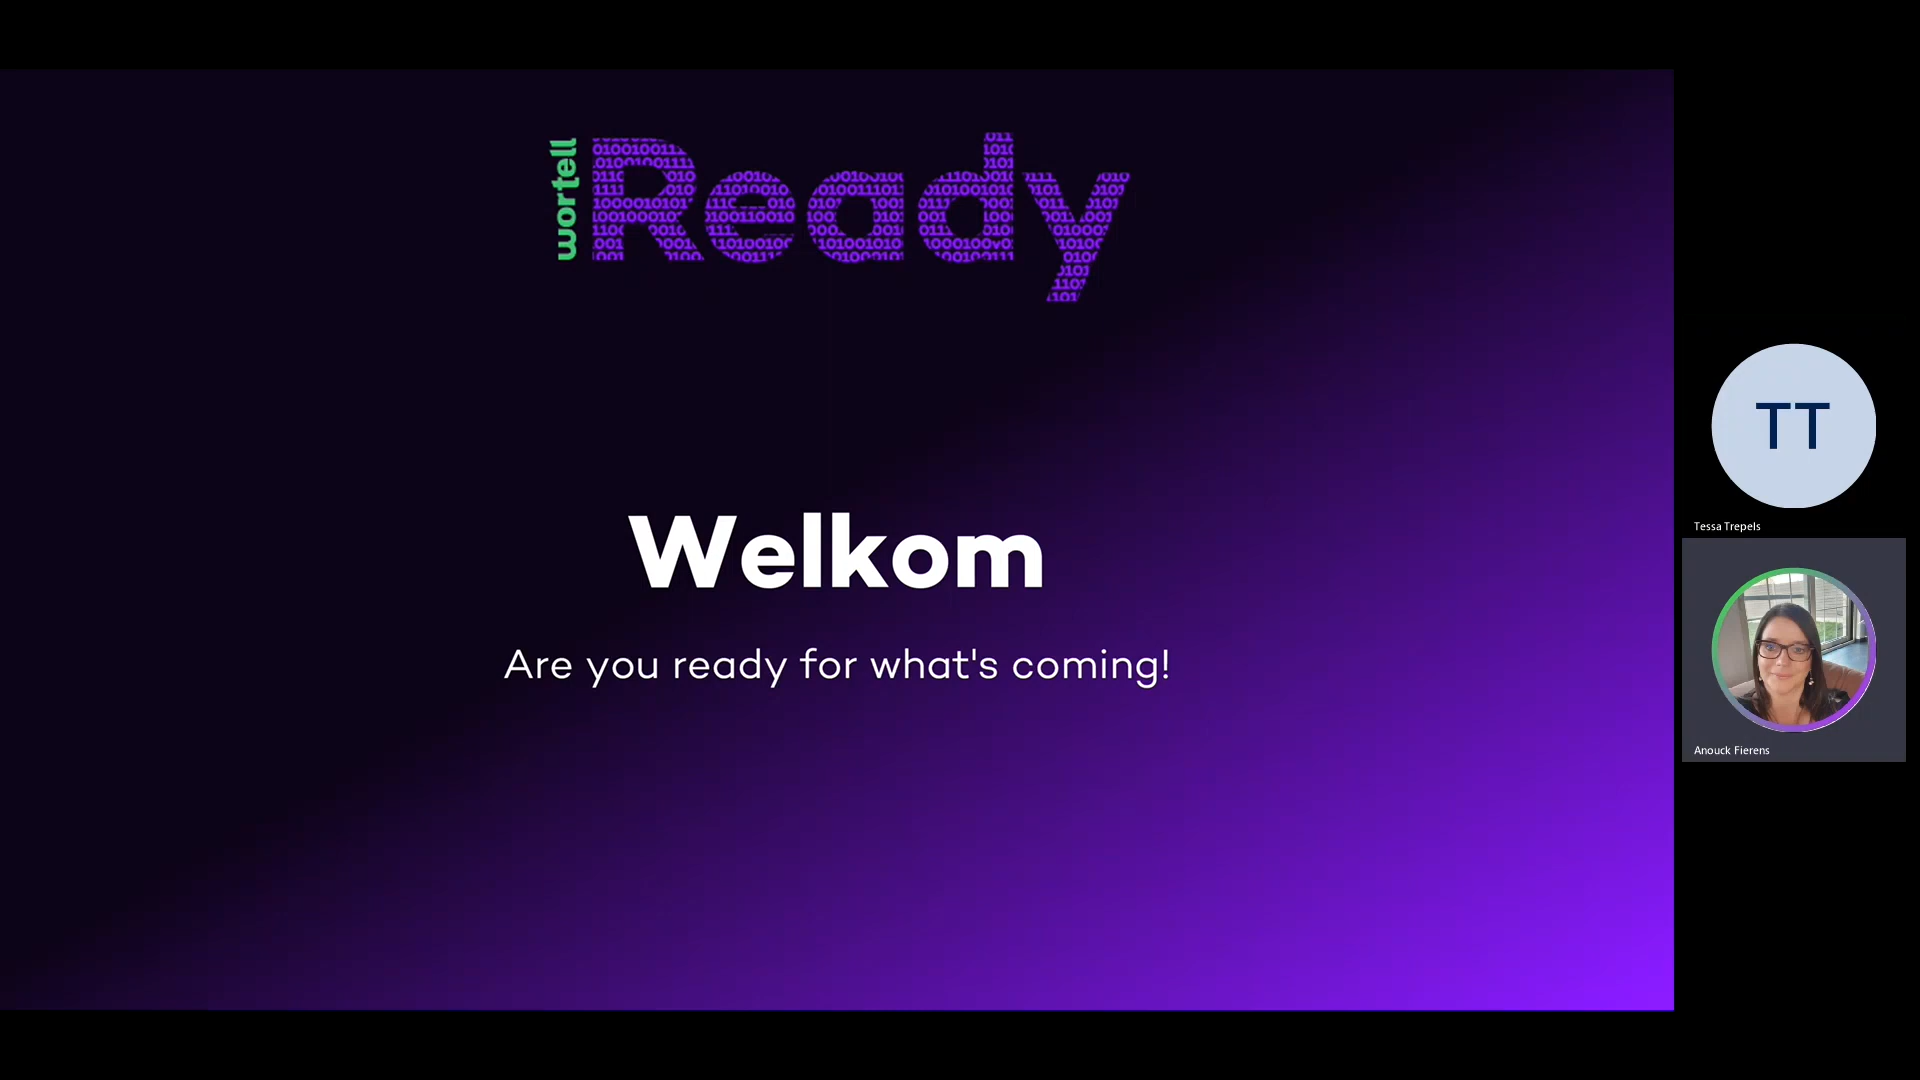 wortell
Ready
Welkom
Are you ready for what's coming!
TT
Tessa Trepels
Anouck Fierens